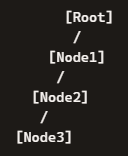 [Root]
/
[Node1]
/
[Node2]
/
[Node3]